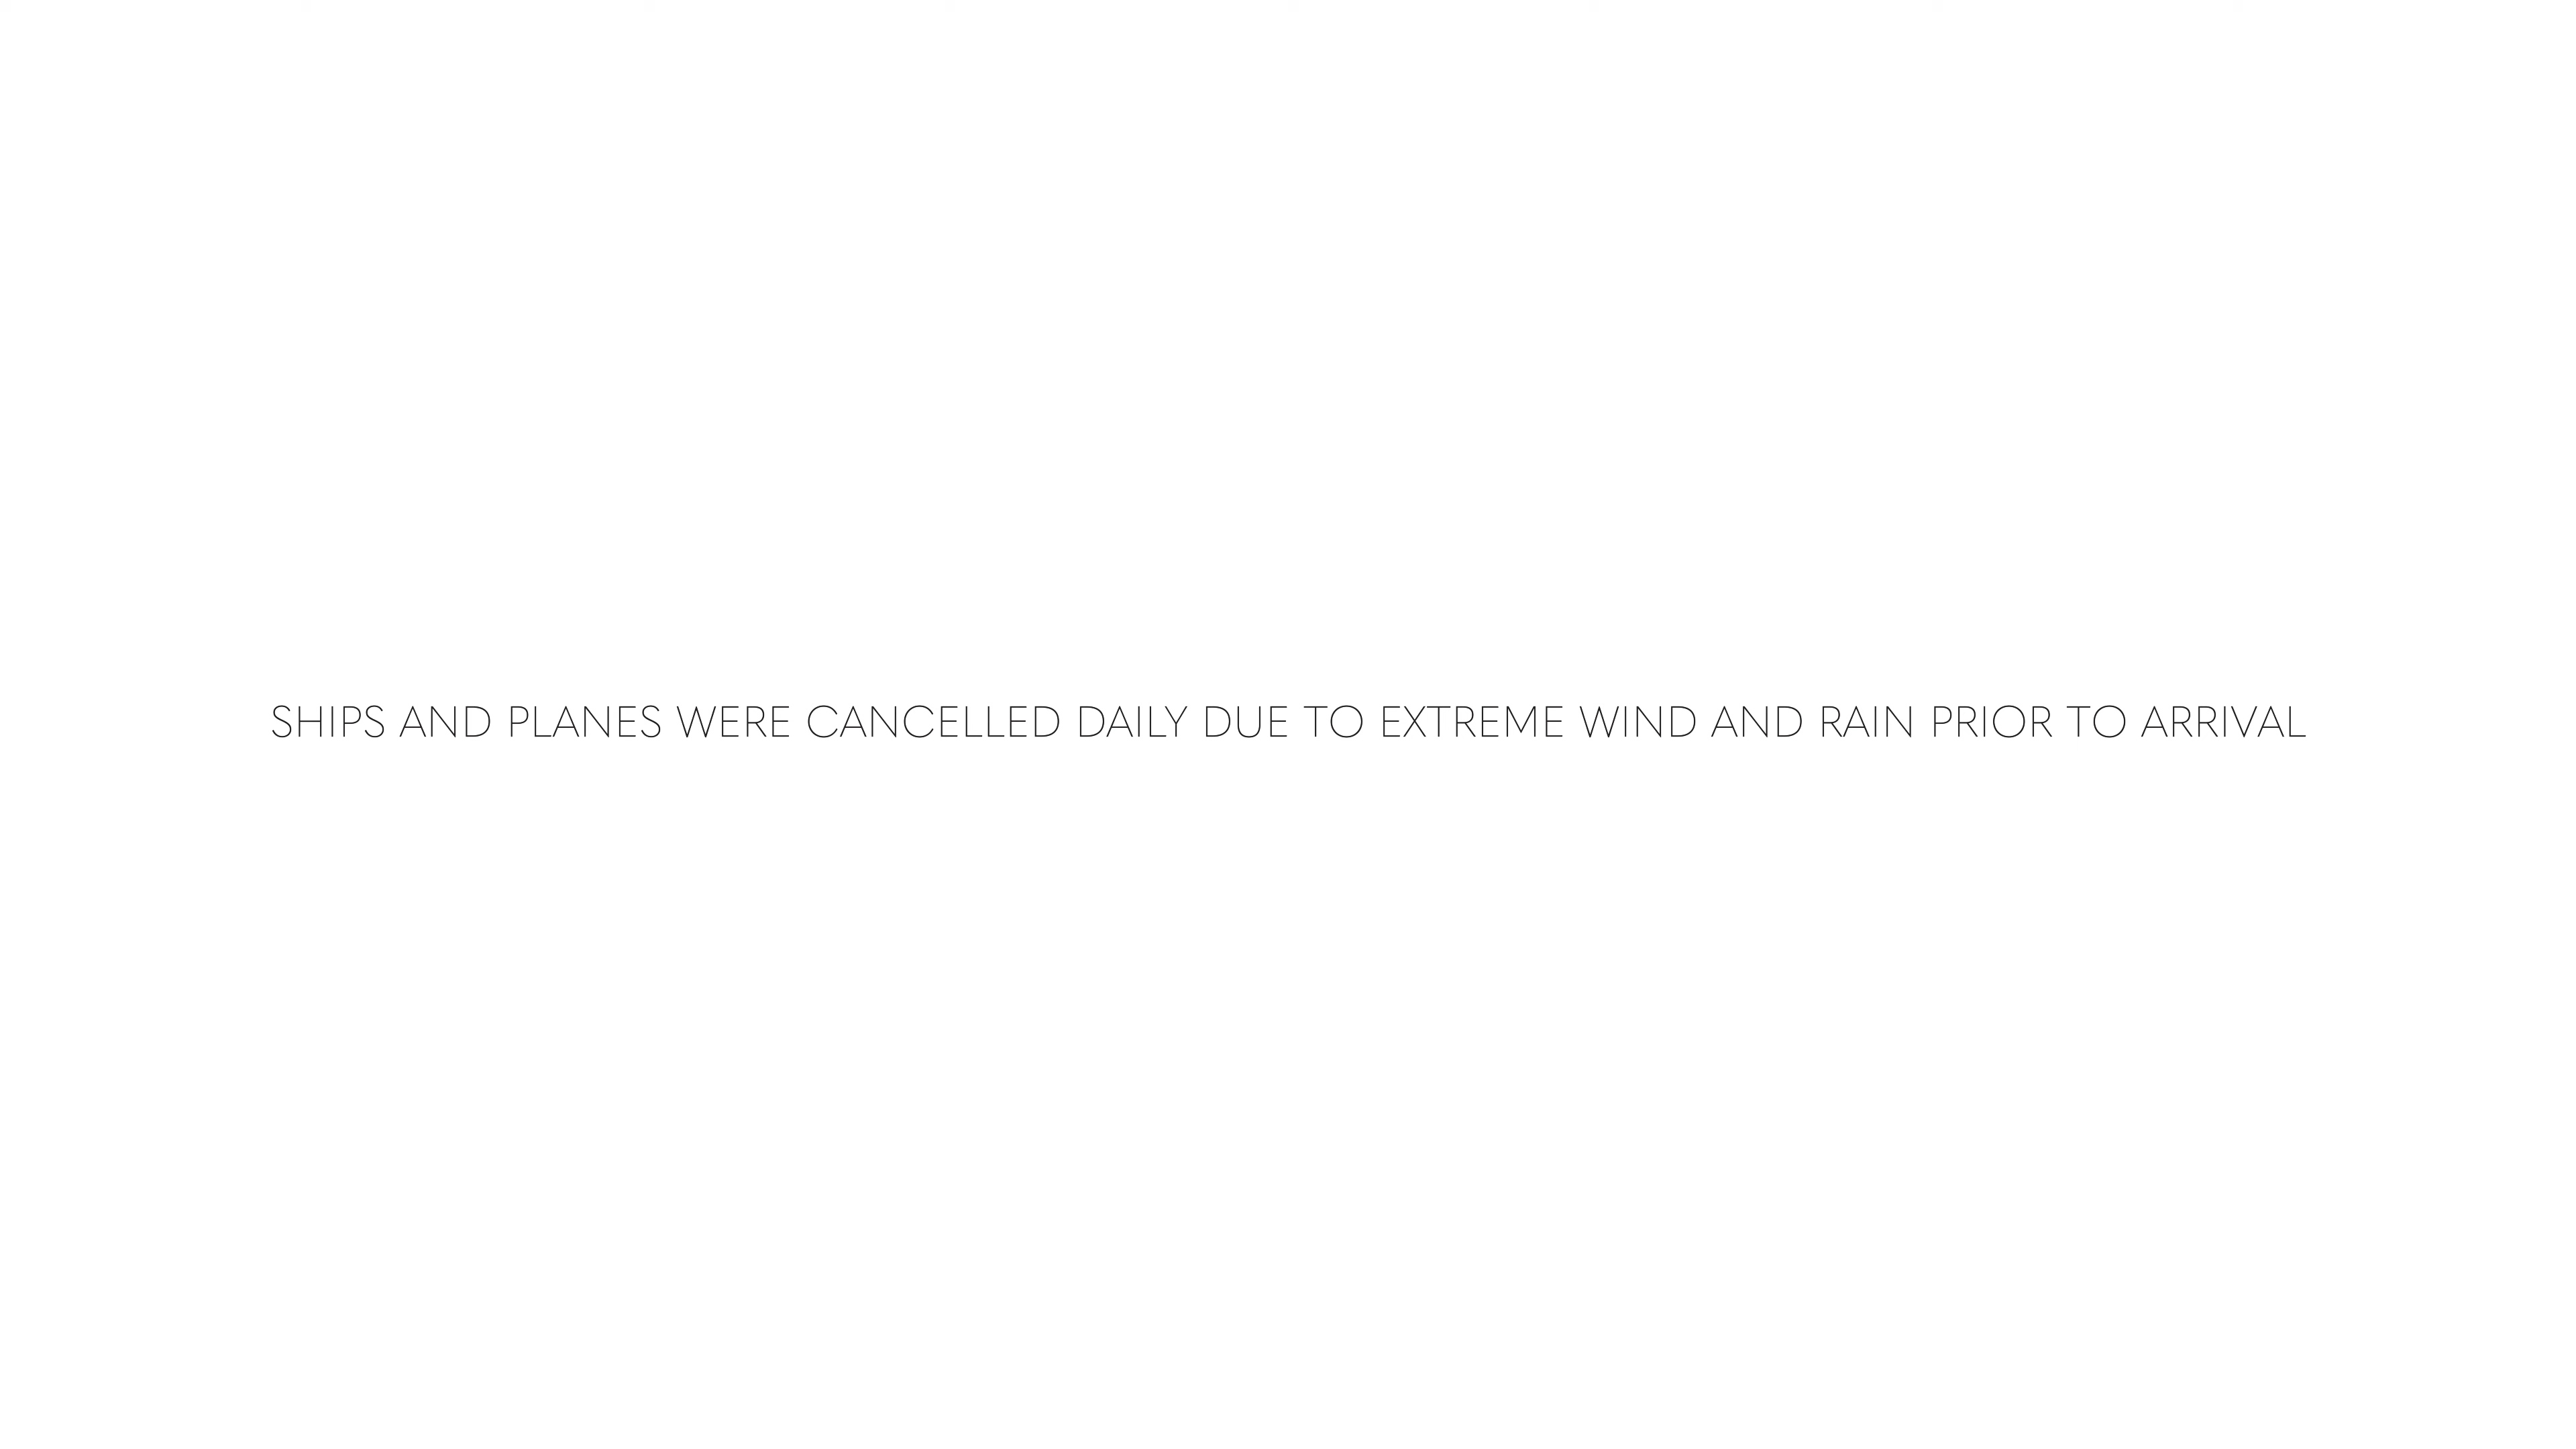 SHIPS AND PLANES WERE CANCELLED DAILY DUE TO EXTREME WIND AND RAIN PRIOR TO ARRIVAL